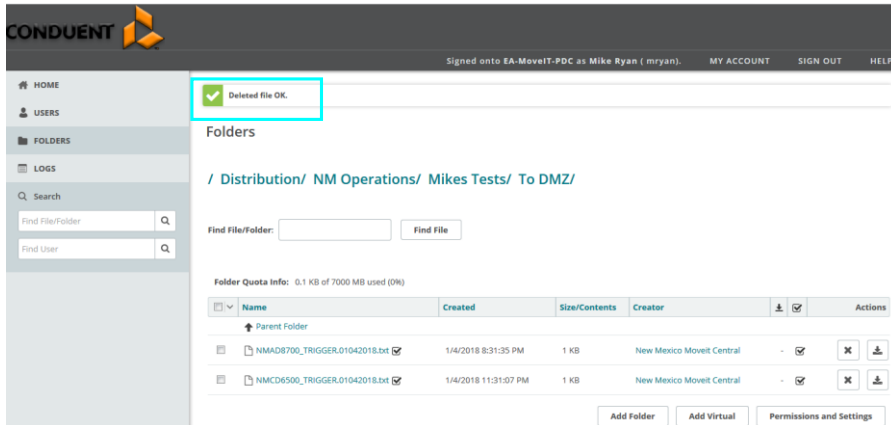 CONDUENT
Signed onto EA-MoveIT-PDC as Mike Ryan ( mryan). MY ACCOUNT SIGN OUT HELP
HOME
USERS
FOLDERS
LOGS
Search
Find File/Folder
Find User
Deleted file OK.
Folders
/ Distribution/ NM Operations/ Mikes Tests/ To DMZ/
Find File/Folder: Find File
Folder Quota Info: 0.1 KB of 7000 MB used (0%)
Name Created Size/Contents Creator Actions
Parent Folder
NMAD8700_TRIGGER.01042018.txt 1/4/2018 8:31:35 PM 1 KB New Mexico Moveit Central -
NMCD6500_TRIGGER.01042018.txt 1/4/2018 11:31:07 PM 1 KB New Mexico Moveit Central -
Add Folder Add Virtual Permissions and Settings